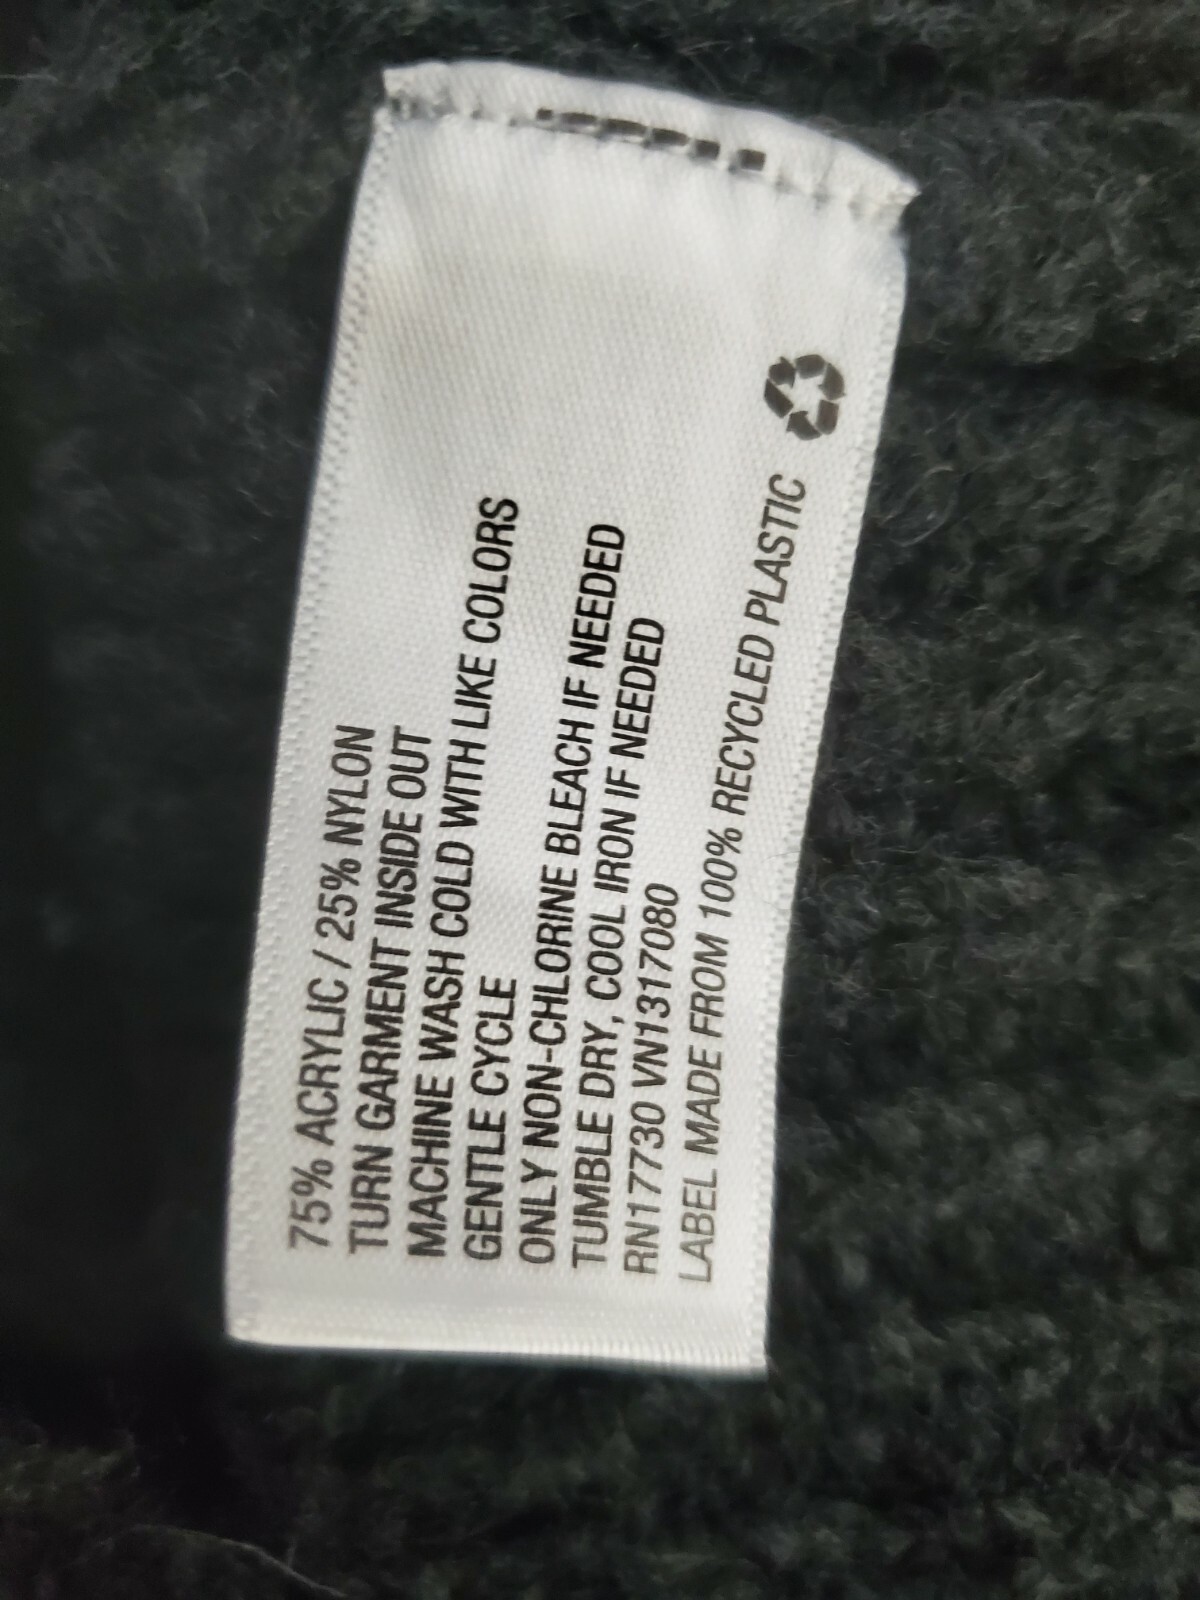 75% ACRYLIC / 25% NYLON
TURN GARMENT INSIDE OUT
MACHINE WASH COLD WITH LIKE COLORS
GENTLE CYCLE
ONLY NON-CHLORINE BLEACH IF NEEDED
TUMBLE DRY, COOL IRON IF NEEDED
RN17730 VN1317080
LABEL MADE FROM 100% RECYCLED PLASTIC